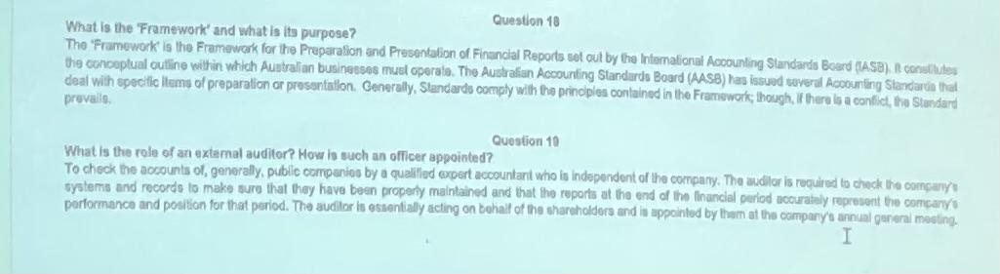 Question 18
What is the 'Framework' and what is its purpose?
The 'Framework' is the Framework for the Preparation and Presentation of Financial Reports set out by the International Accounting Standards Board (IASB). It constitutes
the conceptual outline within which Australian businesses must operate. The Australian Accounting Standards Board (AASB) has issued several Accounting Standards that
deal with specific items of preparation or presentation. Generally, Standards comply with the principles contained in the Framework; though, if there is a conflict, the Standard
prevails.
Question 19
What is the role of an external auditor? How is such an officer appointed?
To check the accounts of, generally, public companies by a qualified expert accountant who is independent of the company. The auditor is required to check the company's
systems and records to make sure that they have been properly maintained and that the reports at the end of the financial period accurately represent the company's
performance and position for that period. The auditor is essentially acting on behalf of the shareholders and is appointed by them at the company's annual general meeting.